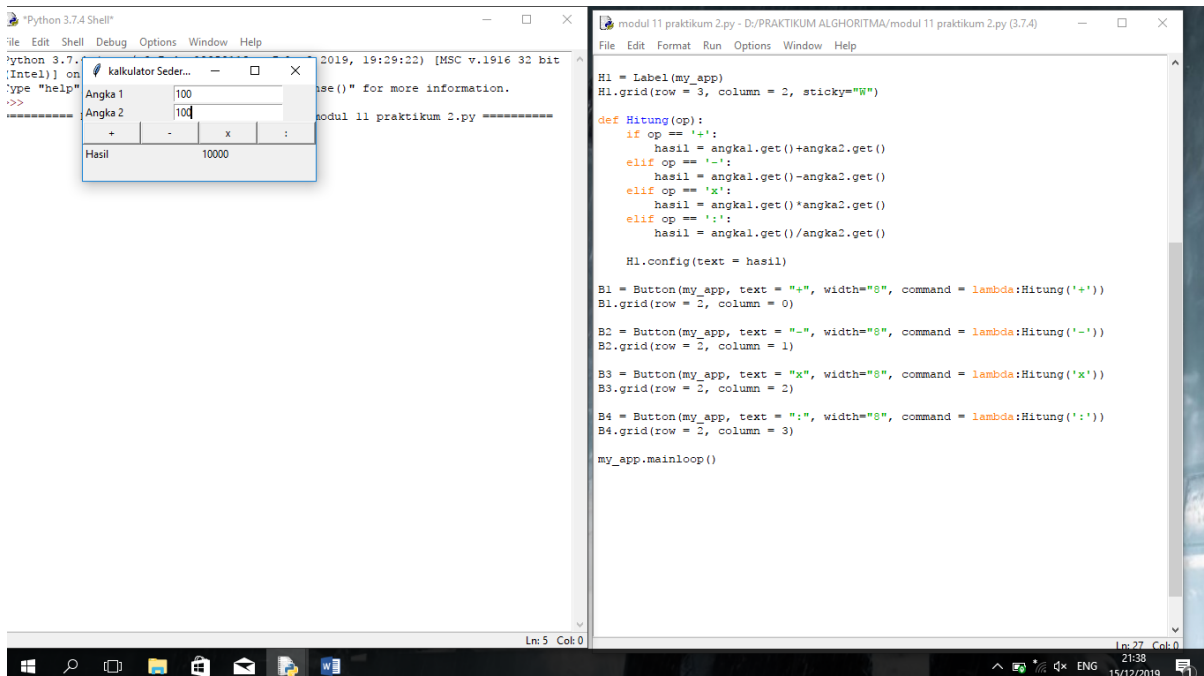 *Python 3.7.4 Shell*
File Edit Shell Debug Options Window Help
Python 3.7. 2019, 19:29:22) [MSC v.1916 32 bit
(Intel)] on
Type "help" nse()" for more information.
>>>
========== modul 11 praktikum 2.py ==========
kalkulator Seder...
Angka 1 100
Angka 2 100
+ - x :
Hasil 10000
Ln: 5 Col: 0
modul 11 praktikum 2.py - D:/PRAKTIKUM ALGHORITMA/modul 11 praktikum 2.py (3.7.4)
File Edit Format Run Options Window Help
H1 = Label(my_app)
H1.grid(row = 3, column = 2, sticky="W")
def Hitung(op):
if op == '+':
hasil = angka1.get()+angka2.get()
elif op == '-':
hasil = angka1.get()-angka2.get()
elif op == 'x':
hasil = angka1.get()*angka2.get()
elif op == ':':
hasil = angka1.get()/angka2.get()
H1.config(text = hasil)
B1 = Button(my_app, text = "+", width="8", command = lambda:Hitung('+'))
B1.grid(row = 2, column = 0)
B2 = Button(my_app, text = "-", width="8", command = lambda:Hitung('-'))
B2.grid(row = 2, column = 1)
B3 = Button(my_app, text = "x", width="8", command = lambda:Hitung('x'))
B3.grid(row = 2, column = 2)
B4 = Button(my_app, text = ":", width="8", command = lambda:Hitung(':'))
B4.grid(row = 2, column = 3)
my_app.mainloop()
Ln: 27 Col: 0
ENG
21:38
15/12/2019